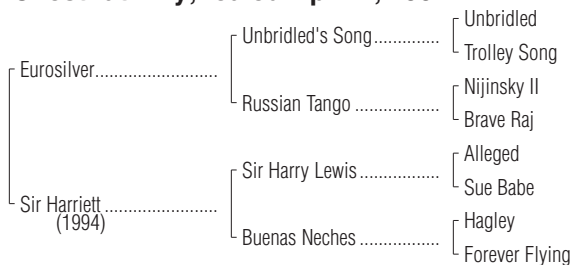 Unbridled
Unbridled's Song
Trolley Song
Eurosilver
Nijinsky II
Russian Tango
Brave Raj
Alleged
Sir Harry Lewis
Sue Babe
Sir Harriett
(1994)
Hagley
Buenas Neches
Forever Flying